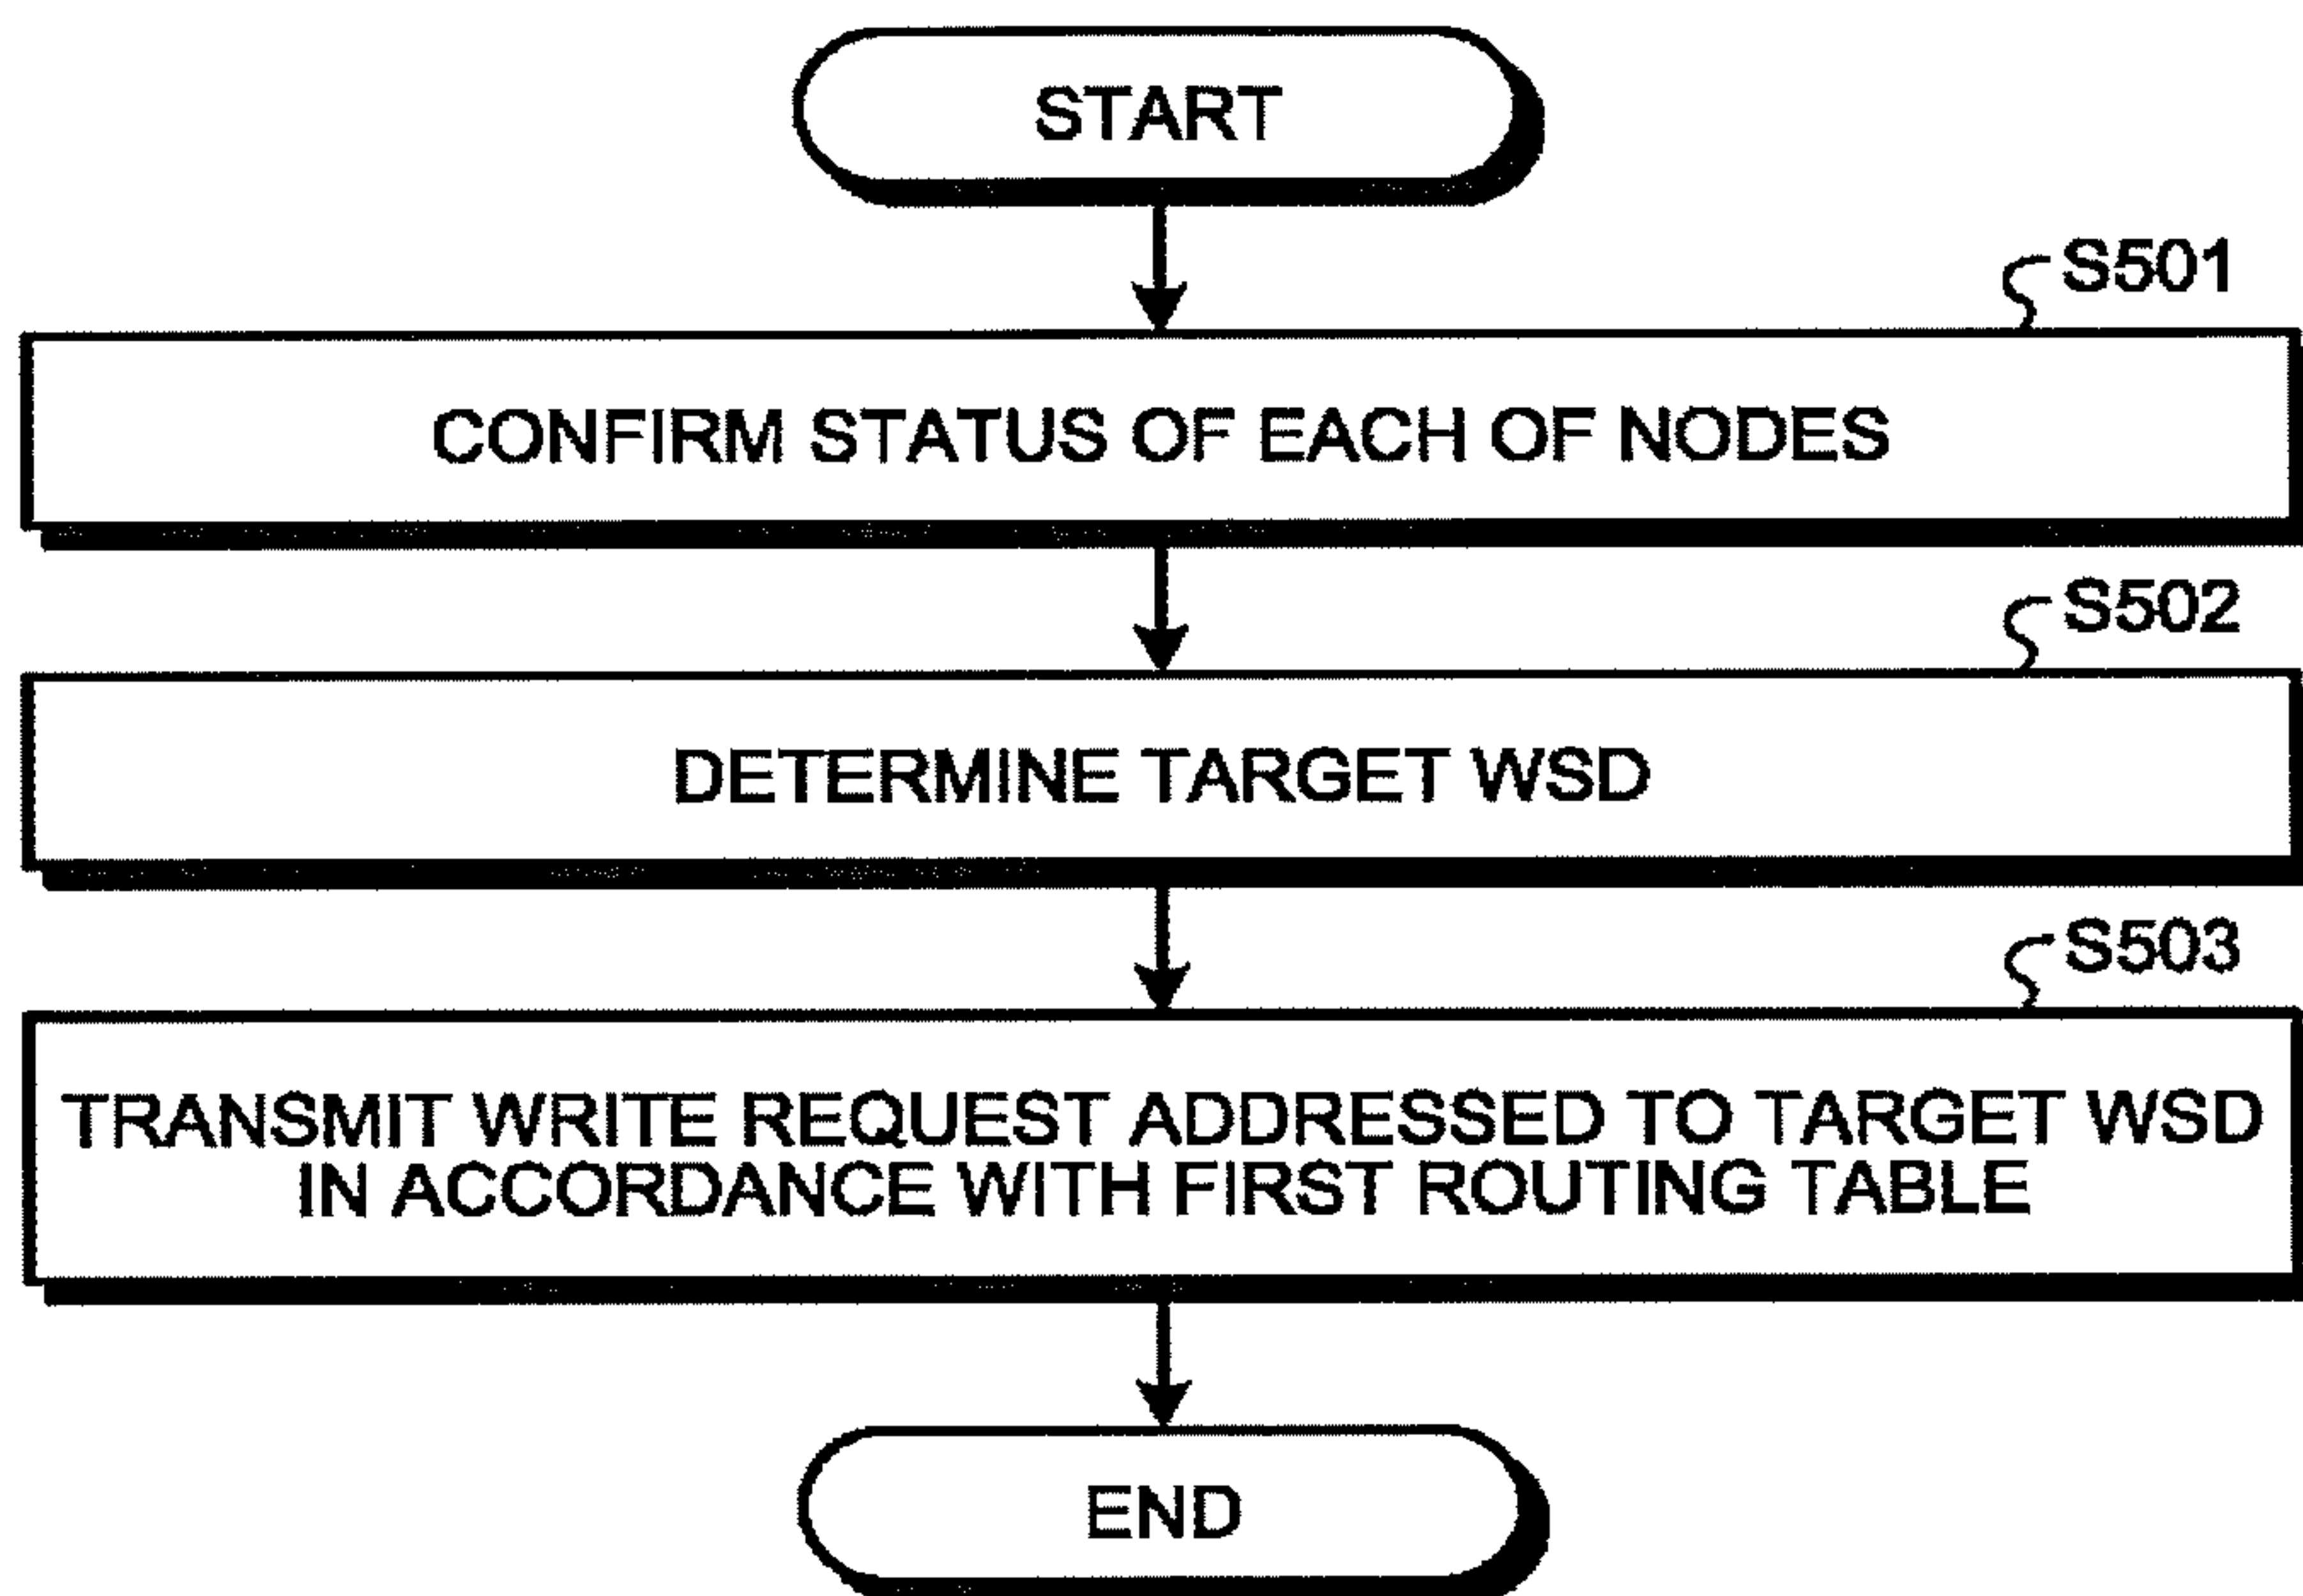 START
S501
CONFIRM STATUS OF EACH OF NODES
S502
DETERMINE TARGET WSD
S503
TRANSMIT WRITE REQUEST ADDRESSED TO TARGET WSD
IN ACCORDANCE WITH FIRST ROUTING TABLE
END